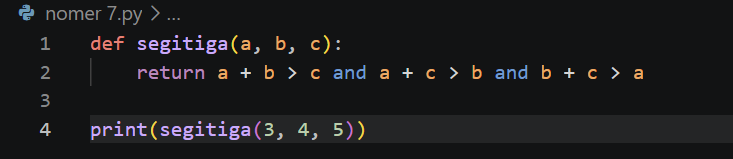 nomer 7.py > ...
1 def segitiga(a, b, c):
2     return a + b > c and a + c > b and b + c > a
3
4 print(segitiga(3, 4, 5))